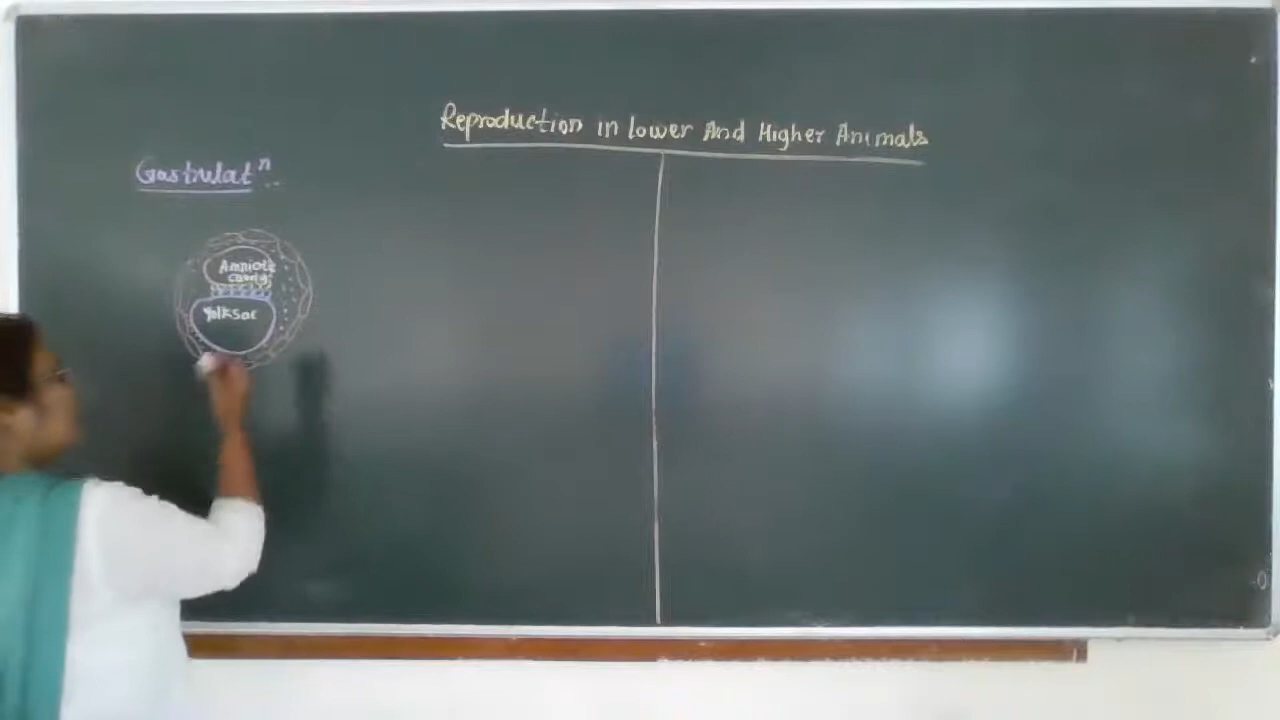 Reproduction in Lower And Higher Animals
Gastrulatⁿ
Amniotic
cavity
Yolksac